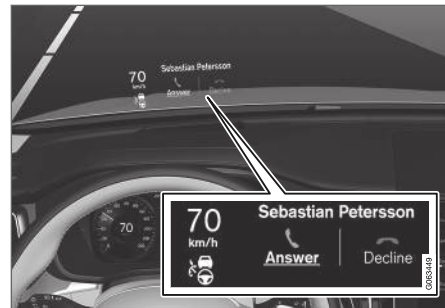 70
km/h
Sebastian Petersson
Answer
Decline
70
70
km/h
Sebastian Petersson
Answer
Decline
G063449